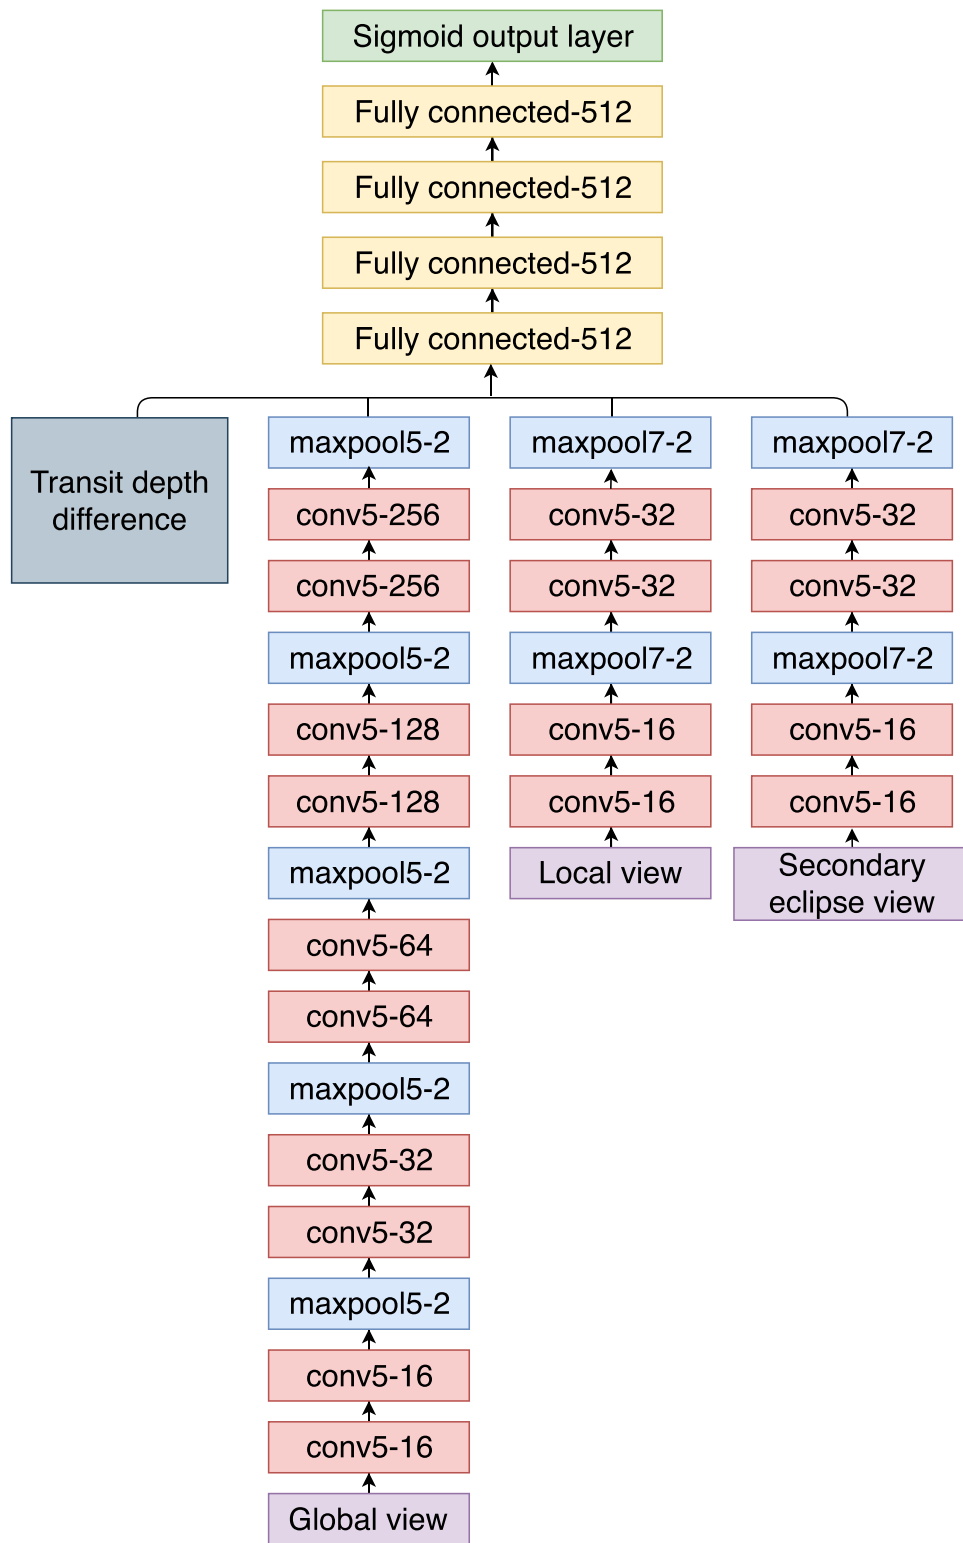 Sigmoid output layer
Fully connected-512
Fully connected-512
Fully connected-512
Fully connected-512
Transit depth
difference
maxpool5-2
conv5-256
conv5-256
maxpool5-2
conv5-128
conv5-128
maxpool5-2
conv5-64
conv5-64
maxpool5-2
conv5-32
conv5-32
maxpool5-2
conv5-16
conv5-16
Global view
maxpool7-2
conv5-32
conv5-32
maxpool7-2
conv5-16
conv5-16
Local view
maxpool7-2
conv5-32
conv5-32
maxpool7-2
conv5-16
conv5-16
Secondary
eclipse view